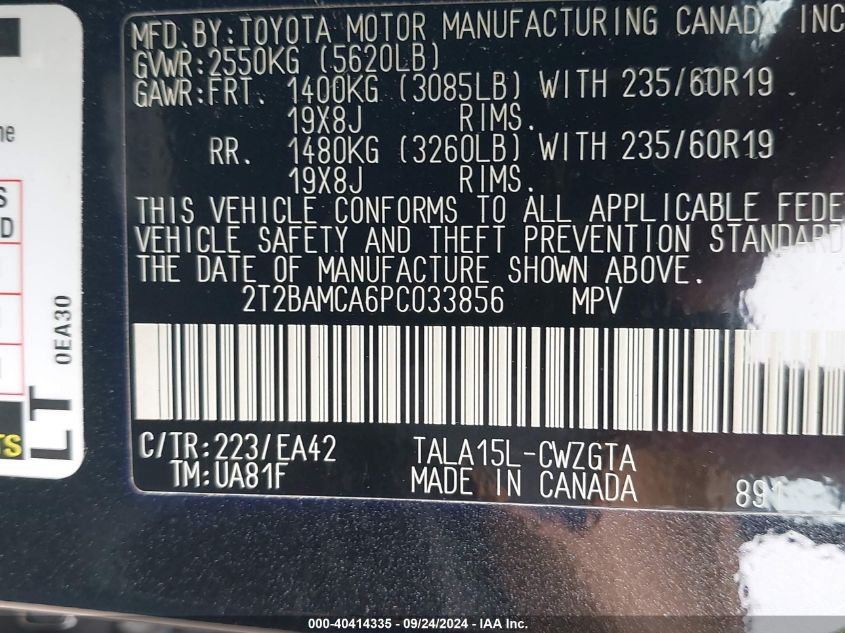 MFD. BY: TOYOTA MOTOR MANUFACTURING CANADA INC
GVWR: 2550KG (5620LB)
GAWR: FRT. 1400KG (3085LB) WITH 235/60R19
19X8J RIMS.
RR. 1480KG (3260LB) WITH 235/60R19
19X8J RIMS.
THIS VEHICLE CONFORMS TO ALL APPLICABLE FEDE
VEHICLE SAFETY AND THEFT PREVENTION STANDARD
THE DATE OF MANUFACTURE SHOWN ABOVE.
2T2BAMCA6PC033856 MPV
C/TR: 223/EA42 TALA15L-CWZGTA
TM: UA81F MADE IN CANADA 891
LT
0EA30
000-40414335 - 09/24/2024 - IAA Inc.